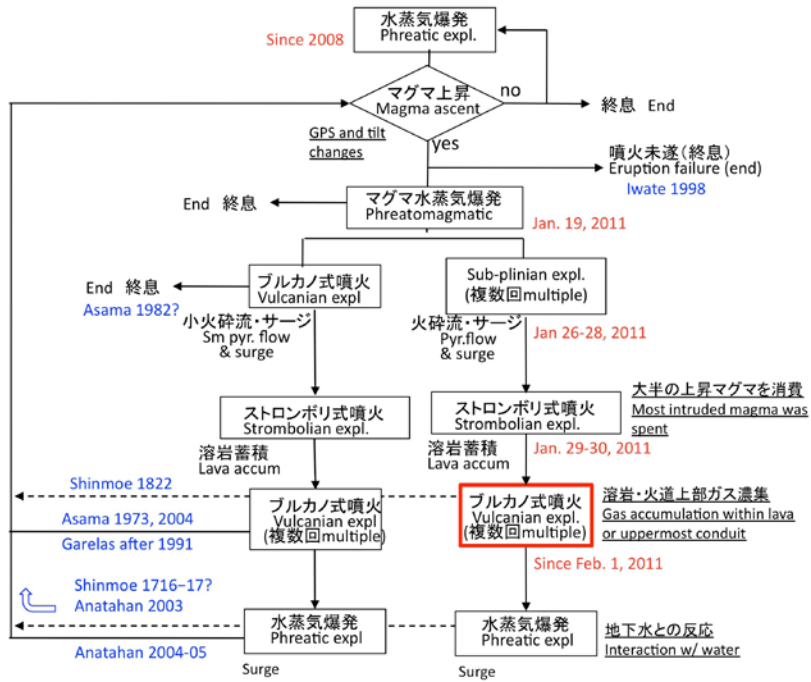 水蒸気爆発
Phreatic expl.
Since 2008
マグマ上昇
Magma ascent
no
終息 End
GPS and tilt
changes
yes
噴火未遂(終息)
Eruption failure (end)
Iwate 1998
End 終息
マグマ水蒸気爆発
Phreatomagmatic
Jan. 19, 2011
End 終息
Asama 1982?
ブルカノ式噴火
Vulcanian expl
Sub-plinian expl.
(複数回multiple)
小火砕流・サージ
Sm pyr. flow
& surge
火砕流・サージ
Pyr.flow
& surge
Jan 26-28, 2011
ストロンボリ式噴火
Strombolian expl.
ストロンボリ式噴火
Strombolian expl.
大半の上昇マグマを消費
Most intruded magma was
spent
溶岩蓄積
Lava accum
溶岩蓄積
Lava accum
Jan. 29-30, 2011
Shinmoe 1822
Asama 1973, 2004
Garelas after 1991
ブルカノ式噴火
Vulcanian expl
(複数回multiple)
ブルカノ式噴火
Vulcanian expl.
(複数回multiple)
溶岩・火道上部ガス濃集
Gas accumulation within lava
or uppermost conduit
Since Feb. 1, 2011
Shinmoe 1716–17?
Anatahan 2003
Anatahan 2004-05
水蒸気爆発
Phreatic expl
水蒸気爆発
Phreatic expl
地下水との反応
Interaction w/ water
Surge
Surge